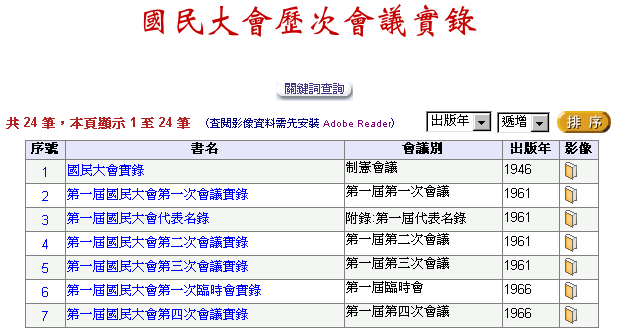 國民大會歷次會議實錄
關鍵詞查詢
共 24 筆，本頁顯示 1 至 24 筆 (查閱影像資料需先安裝 Adobe Reader) 出版年 遞增 排序
序號 書名 會議別 出版年 影像
1 國民大會實錄 制憲會議 1946
2 第一屆國民大會第一次會議實錄 第一屆第一次會議 1961
3 第一屆國民大會代表名錄 附錄:第一屆代表名錄 1961
4 第一屆國民大會第二次會議實錄 第一屆第二次會議 1961
5 第一屆國民大會第三次會議實錄 第一屆第三次會議 1961
6 第一屆國民大會第一次臨時會實錄 第一屆臨時會 1966
7 第一屆國民大會第四次會議實錄 第一屆第四次會議 1966